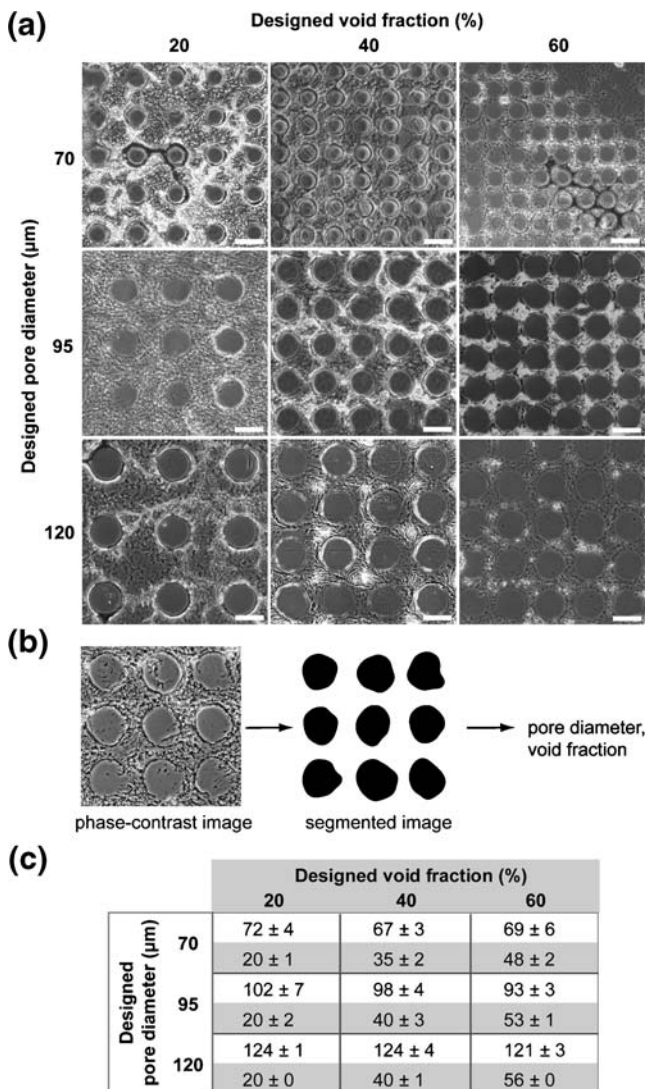 (a)
Designed void fraction (%)
20 40 60
Designed pore diameter (µm)
70
95
120
(b)
phase-contrast image
segmented image
pore diameter,
void fraction
(c)
Designed void fraction (%)
20 40 60
Designed
pore diameter (µm)
70
72 ± 4 67 ± 3 69 ± 6
20 ± 1 35 ± 2 48 ± 2
95
102 ± 7 98 ± 4 93 ± 3
20 ± 2 40 ± 3 53 ± 1
120
124 ± 1 124 ± 4 121 ± 3
20 ± 0 40 ± 1 56 ± 0